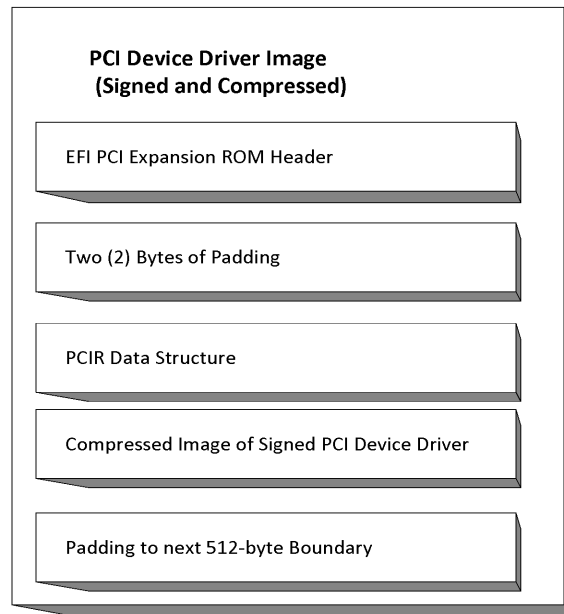 PCI Device Driver Image
(Signed and Compressed)
EFI PCI Expansion ROM Header
Two (2) Bytes of Padding
PCIR Data Structure
Compressed Image of Signed PCI Device Driver
Padding to next 512-byte Boundary